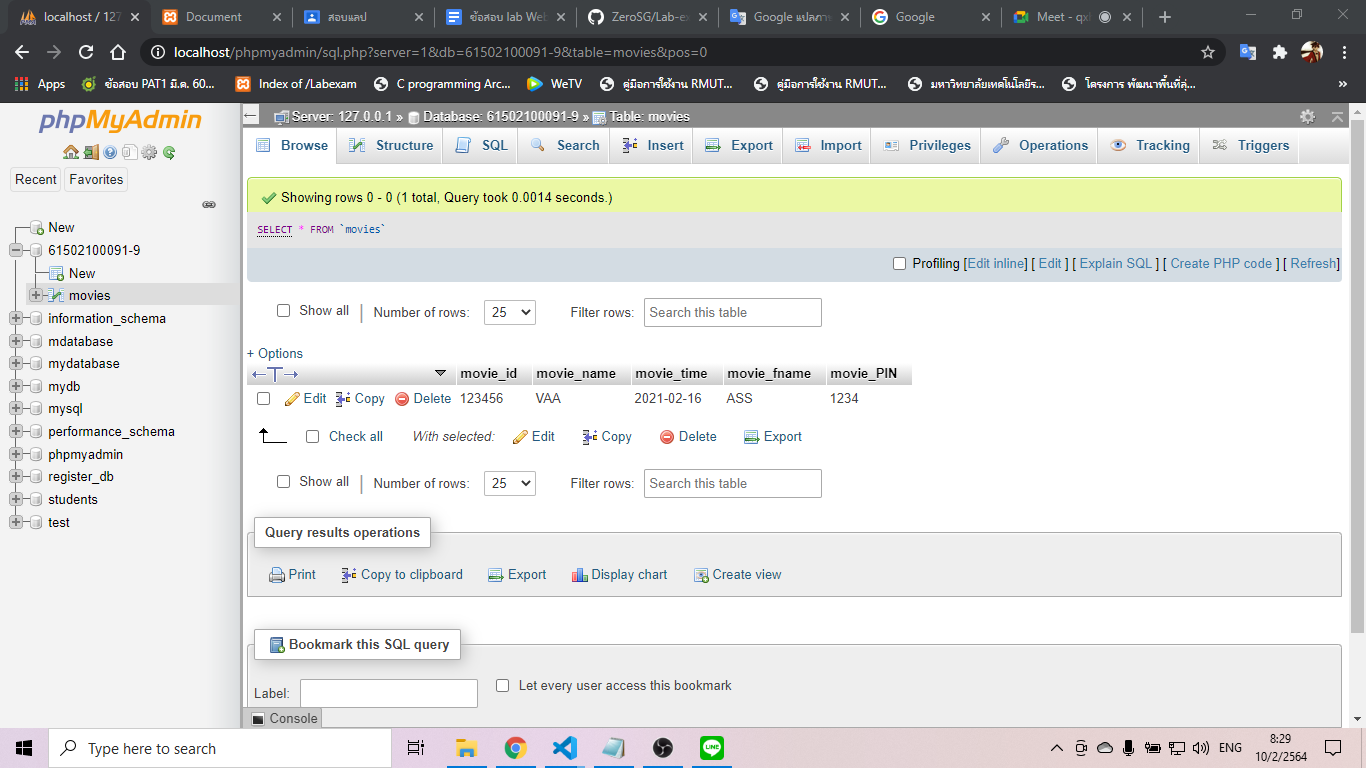 localhost / 127
Document
สอบแลป
ข้อสอบ lab Web
ZeroSG/Lab-ex
Google แปลภา
Google
Meet - qxl
localhost/phpmyadmin/sql.php?server=1&db=61502100091-9&table=movies&pos=0
Apps
ข้อสอบ PAT1 มี.ค. 60...
Index of /Labexam
C programming Arc...
WeTV
คู่มือการใช้งาน RMUT...
คู่มือการใช้งาน RMUT...
มหาวิทยาลัยเทคโนโลยีร...
โครงการ พัฒนาพื้นที่ลุ่...
»
phpMyAdmin
Recent
Favorites
New
61502100091-9
New
movies
information_schema
mdatabase
mydatabase
mydb
mysql
performance_schema
phpmyadmin
register_db
students
test
Server: 127.0.0.1 » Database: 61502100091-9 » Table: movies
Browse Structure SQL Search Insert Export Import Privileges Operations Tracking Triggers
Showing rows 0 - 0 (1 total, Query took 0.0014 seconds.)
SELECT * FROM `movies`
Profiling [Edit inline] [ Edit ] [ Explain SQL ] [ Create PHP code ] [ Refresh]
Show all | Number of rows: 25 Filter rows: Search this table
+ Options
←T→ movie_id movie_name movie_time movie_fname movie_PIN
Edit Copy Delete 123456 VAA 2021-02-16 ASS 1234
Check all With selected: Edit Copy Delete Export
Show all | Number of rows: 25 Filter rows: Search this table
Query results operations
Print Copy to clipboard Export Display chart Create view
Bookmark this SQL query
Label: Let every user access this bookmark
Console
Type here to search
ENG
8:29
10/2/2564